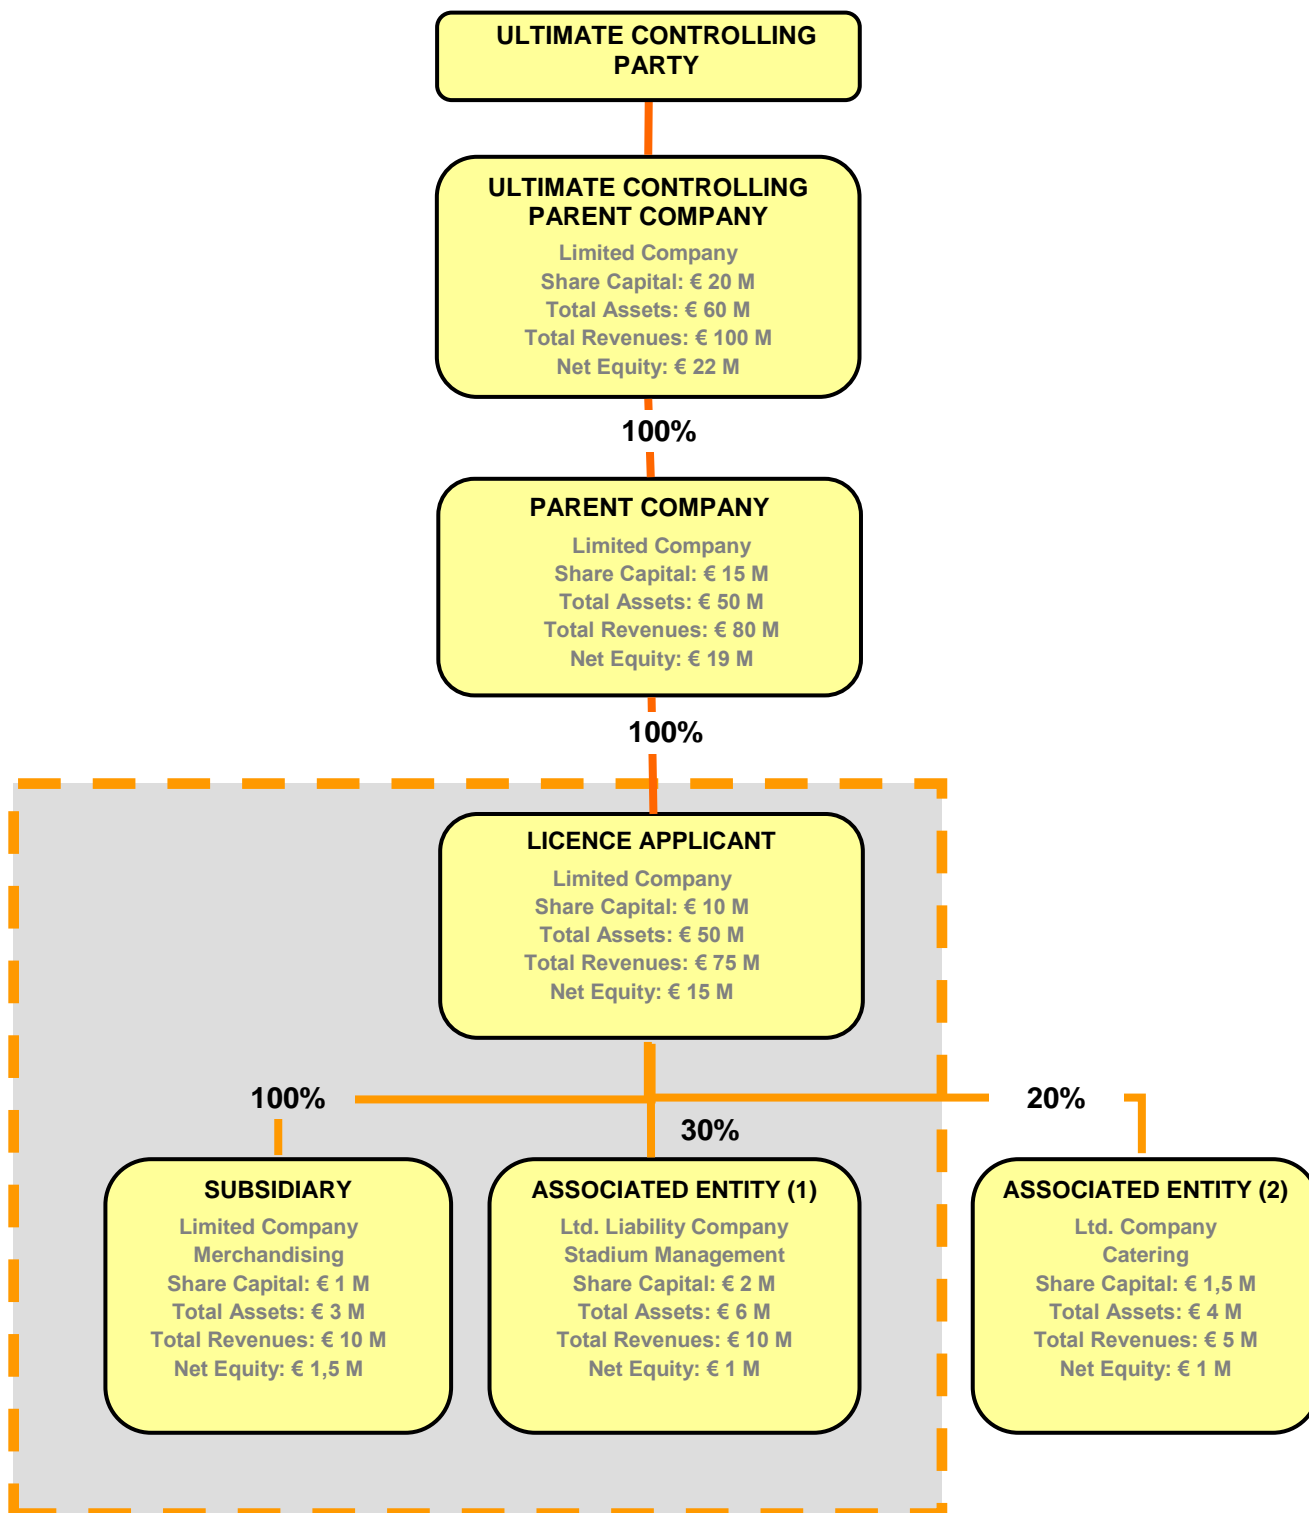 ULTIMATE CONTROLLING
PARTY
ULTIMATE CONTROLLING
PARENT COMPANY
Limited Company
Share Capital: € 20 M
Total Assets: € 60 M
Total Revenues: € 100 M
Net Equity: € 22 M
100%
PARENT COMPANY
Limited Company
Share Capital: € 15 M
Total Assets: € 50 M
Total Revenues: € 80 M
Net Equity: € 19 M
100%
LICENCE APPLICANT
Limited Company
Share Capital: € 10 M
Total Assets: € 50 M
Total Revenues: € 75 M
Net Equity: € 15 M
100%
30%
20%
SUBSIDIARY
Limited Company
Merchandising
Share Capital: € 1 M
Total Assets: € 3 M
Total Revenues: € 10 M
Net Equity: € 1,5 M
ASSOCIATED ENTITY (1)
Ltd. Liability Company
Stadium Management
Share Capital: € 2 M
Total Assets: € 6 M
Total Revenues: € 10 M
Net Equity: € 1 M
ASSOCIATED ENTITY (2)
Ltd. Company
Catering
Share Capital: € 1,5 M
Total Assets: € 4 M
Total Revenues: € 5 M
Net Equity: € 1 M